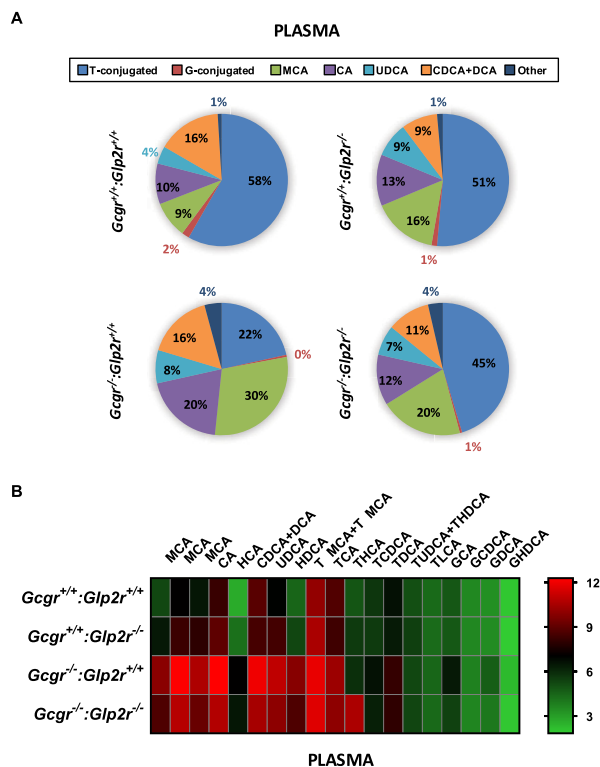 A
PLASMA
T-conjugated G-conjugated MCA CA UDCA CDCA+DCA Other
Gcgr+/+:Glp2r+/+
1%
16%
4%
10%
9%
2%
58%
Gcgr+/+:Glp2r-/-
1%
9%
9%
13%
16%
1%
51%
Gcgr-/-:Glp2r+/+
4%
16%
8%
20%
30%
0%
22%
Gcgr-/-:Glp2r-/-
4%
11%
7%
12%
20%
1%
45%
B
MCA
MCA
MCA
CA
HCA
CDCA+DCA
UDCA
HDCA
T MCA+T MCA
TCA
THCA
TCDCA
TDCA
TUDCA+THDCA
TLCA
GCA
GCDCA
GDCA
GHDCA
Gcgr+/+:Glp2r+/+
Gcgr+/+:Glp2r-/-
Gcgr-/-:Glp2r+/+
Gcgr-/-:Glp2r-/-
12
10
8
6
4
2
PLASMA